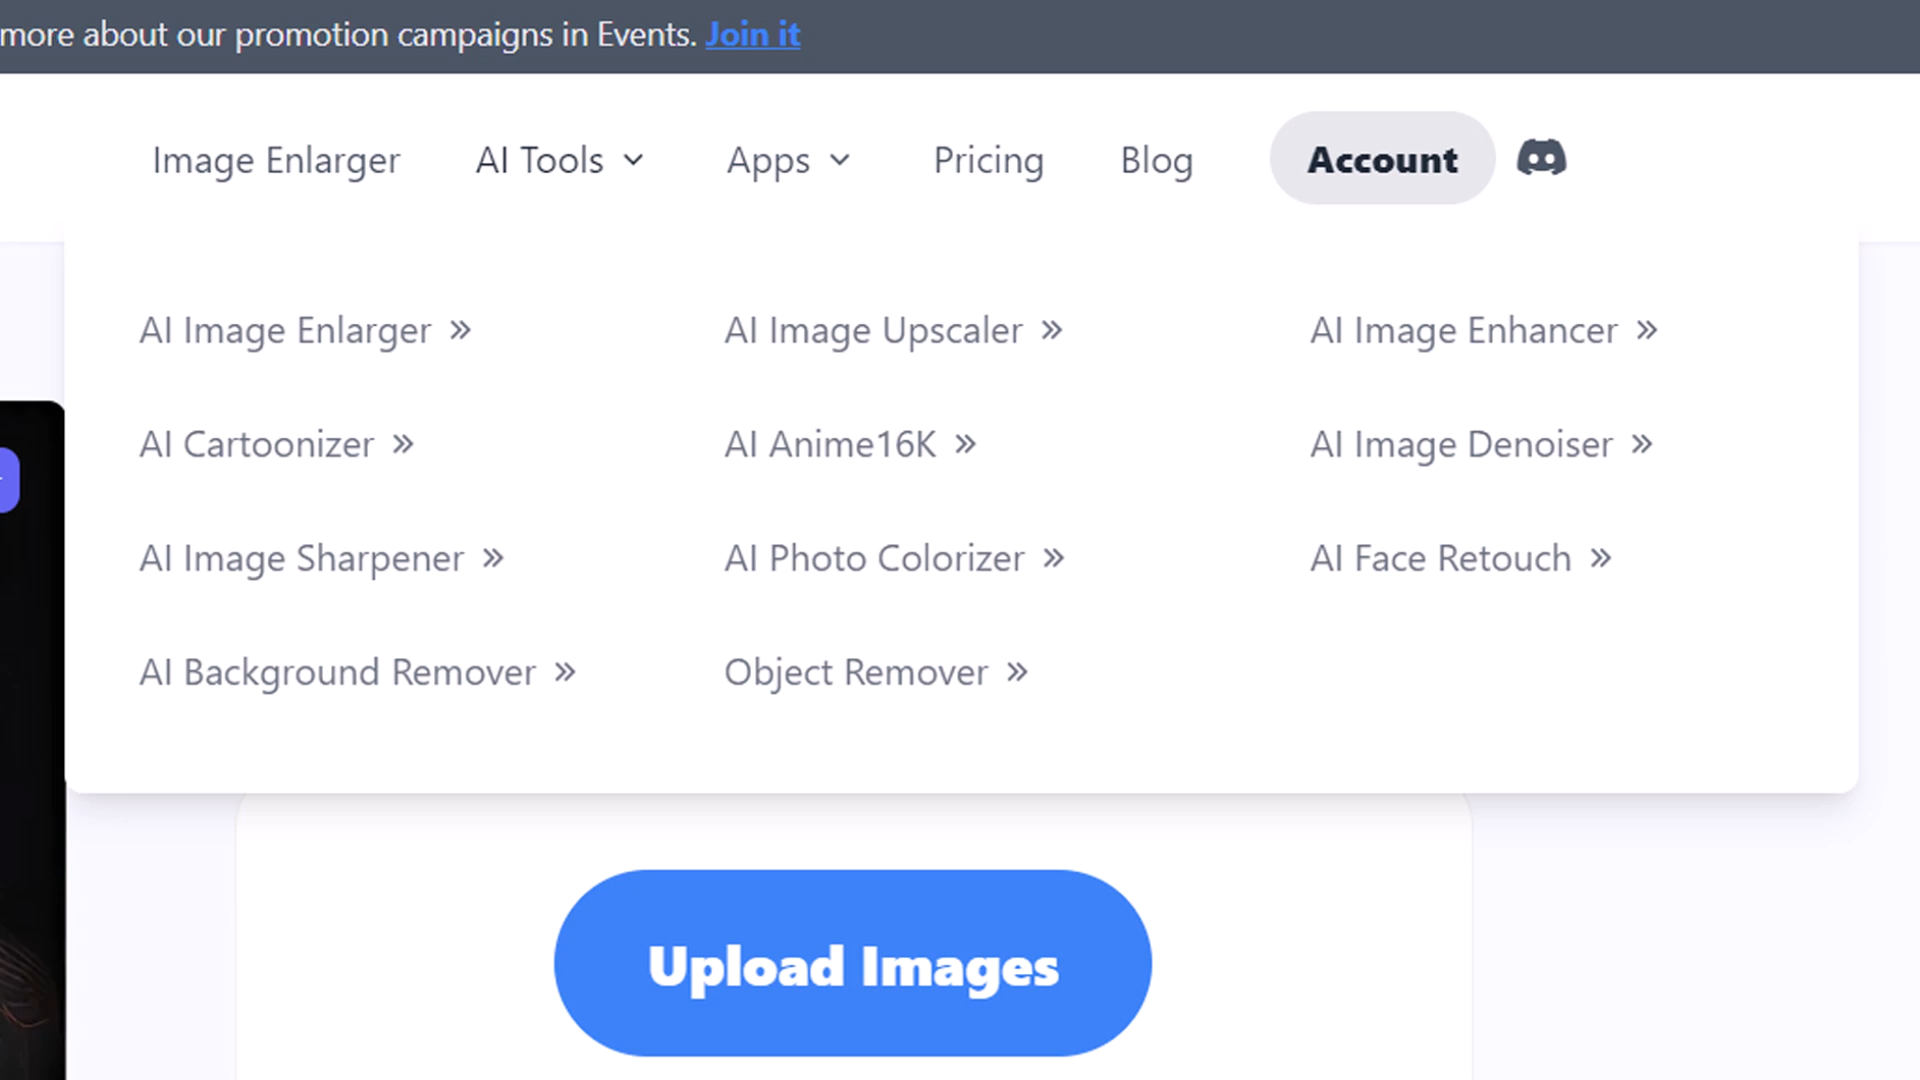 more about our promotion campaigns in Events. Join it
Image Enlarger AI Tools Apps Pricing Blog Account
AI Image Enlarger » AI Image Upscaler » AI Image Enhancer »
AI Cartoonizer » AI Anime16K » AI Image Denoiser »
AI Image Sharpener » AI Photo Colorizer » AI Face Retouch »
AI Background Remover » Object Remover »
Upload Images